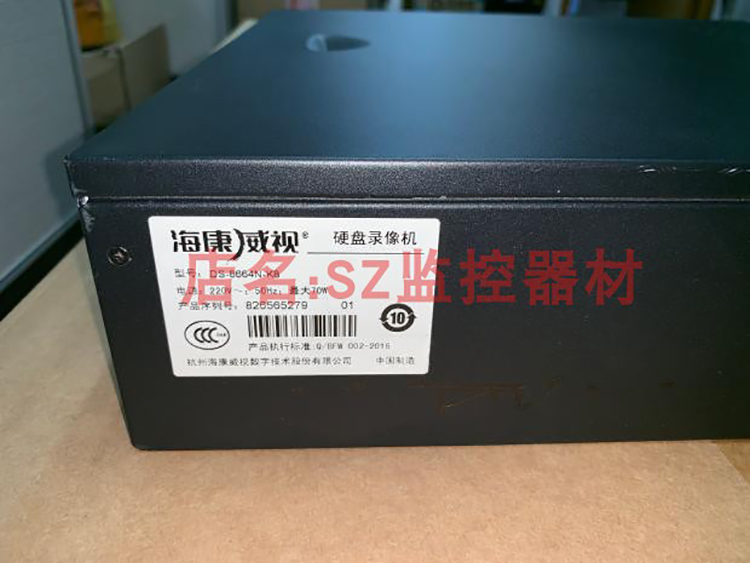 海康威视® 硬盘录像机
型号: DS-8664N-K8
电源: 220V~; 50Hz; 最大70W
店名:SZ监控器材
产品序列号: 826565279 01
CCC
10
产品执行标准:Q/BFW 002-2016
杭州海康威视数字技术股份有限公司 中国制造